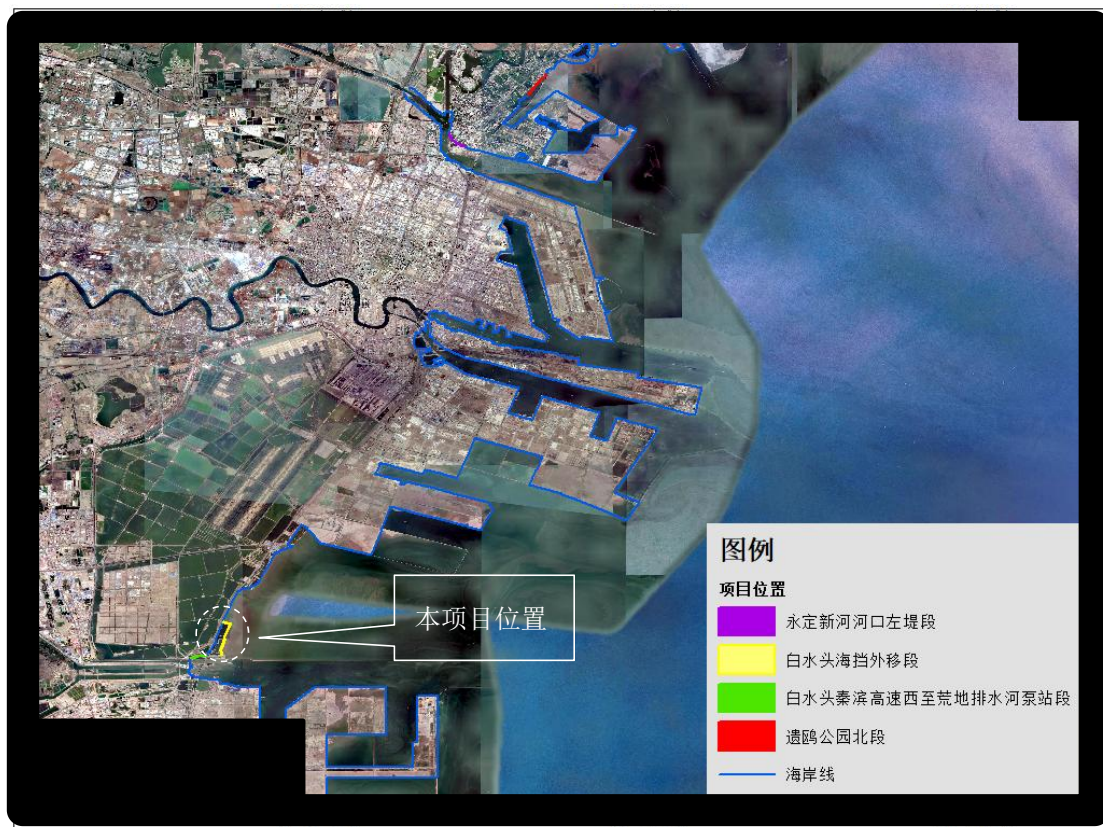 本项目位置
图例
项目位置
永定新河河口左堤段
白水头海挡外移段
白水头秦滨高速西至荒地排水河泵站段
遗鸥公园北段
海岸线